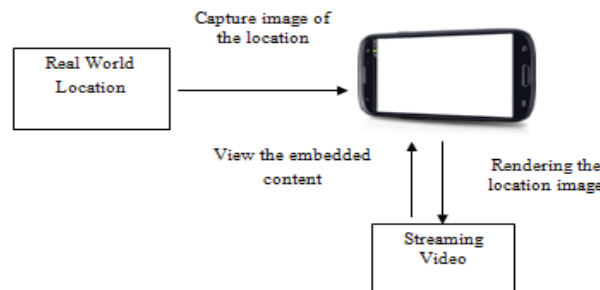 Capture image of
the location
Real World
Location
View the embedded
content
Rendering the
location image
Streaming
Video